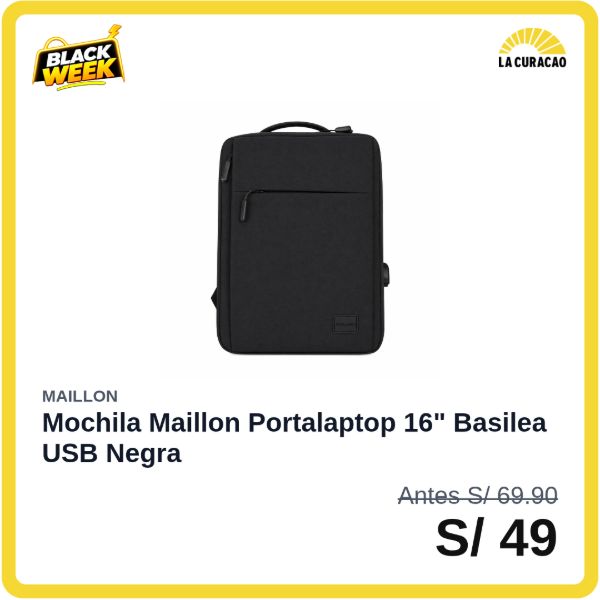 BLACK
WEEK
LA CURACAO
MAILLON
Mochila Maillon Portalaptop 16" Basilea
USB Negra
Antes S/ 69.90
S/ 49